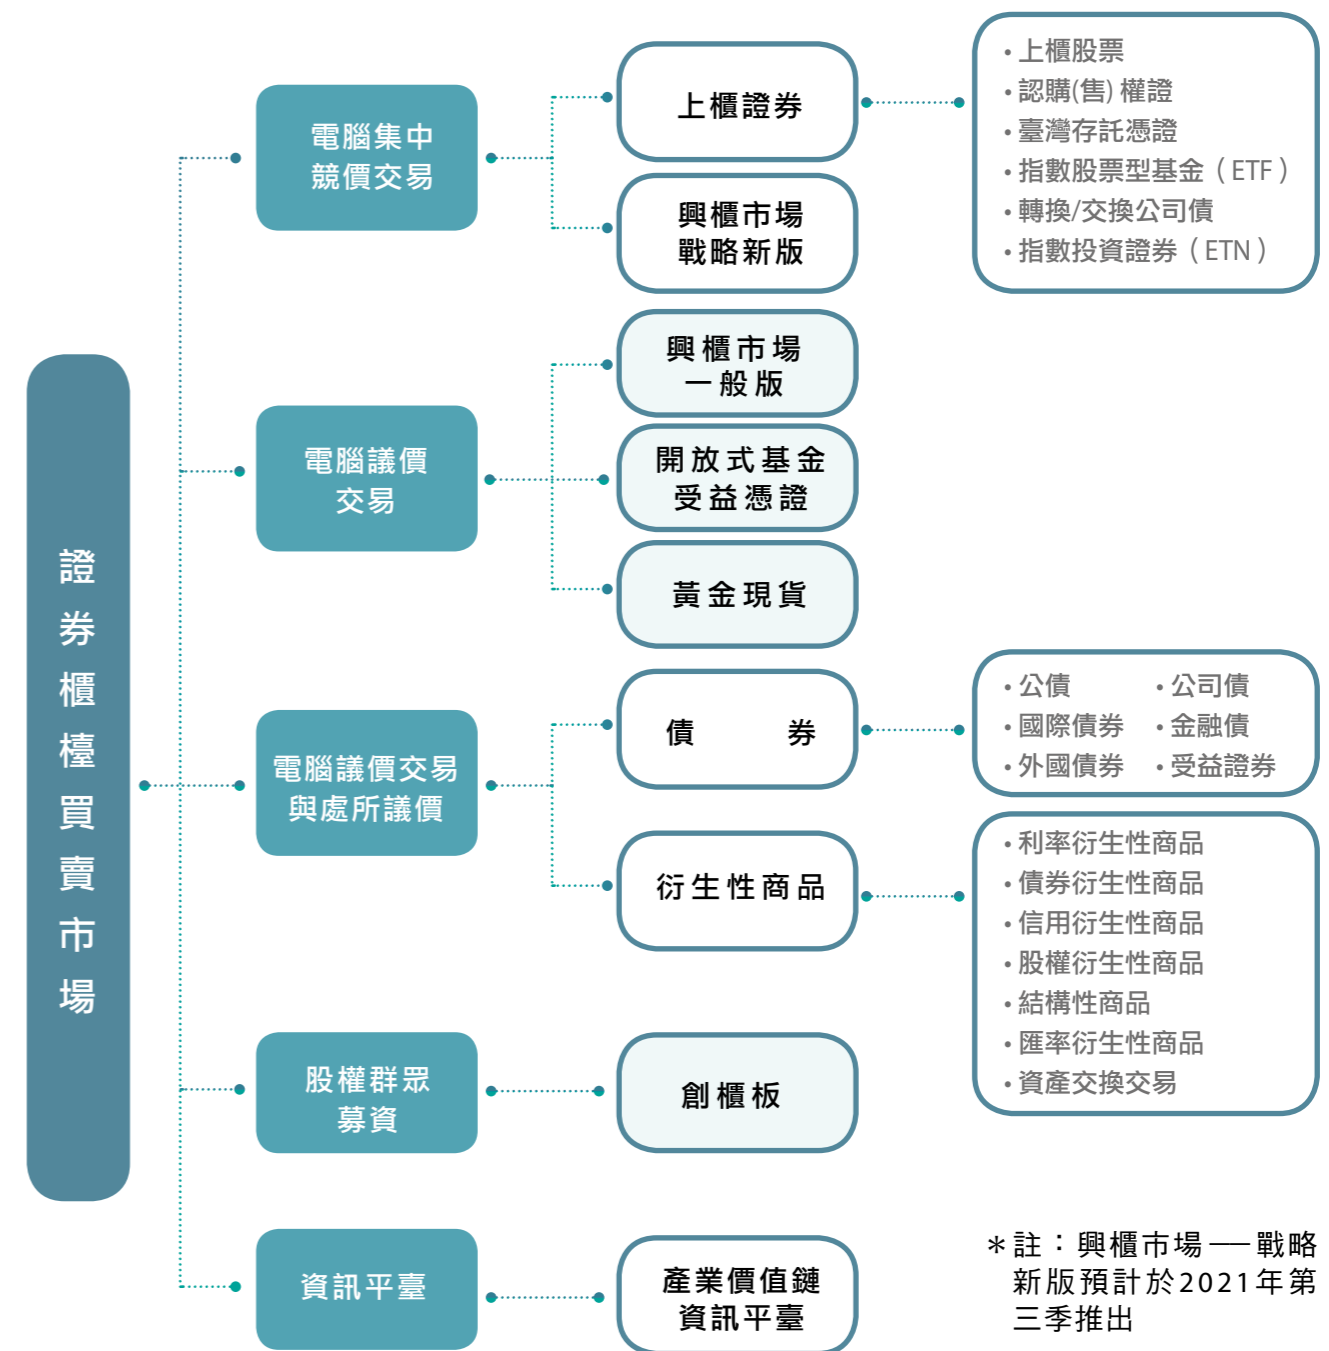 證券櫃檯買賣市場
電腦集中
競價交易
上櫃證券
• 上櫃股票
• 認購(售) 權證
• 臺灣存託憑證
• 指數股票型基金（ETF）
• 轉換/交換公司債
• 指數投資證券（ETN）
興櫃市場
戰略新版
電腦議價
交易
興櫃市場
一般版
開放式基金
受益憑證
黃金現貨
電腦議價交易
與處所議價
債 券
• 公債 • 公司債
• 國際債券 • 金融債
• 外國債券 • 受益證券
衍生性商品
• 利率衍生性商品
• 債券衍生性商品
• 信用衍生性商品
• 股權衍生性商品
• 結構性商品
• 匯率衍生性商品
• 資產交換交易
股權群眾
募資
創櫃板
資訊平臺
產業價值鏈
資訊平臺
＊註：興櫃市場──戰略
新版預計於2021年第
三季推出